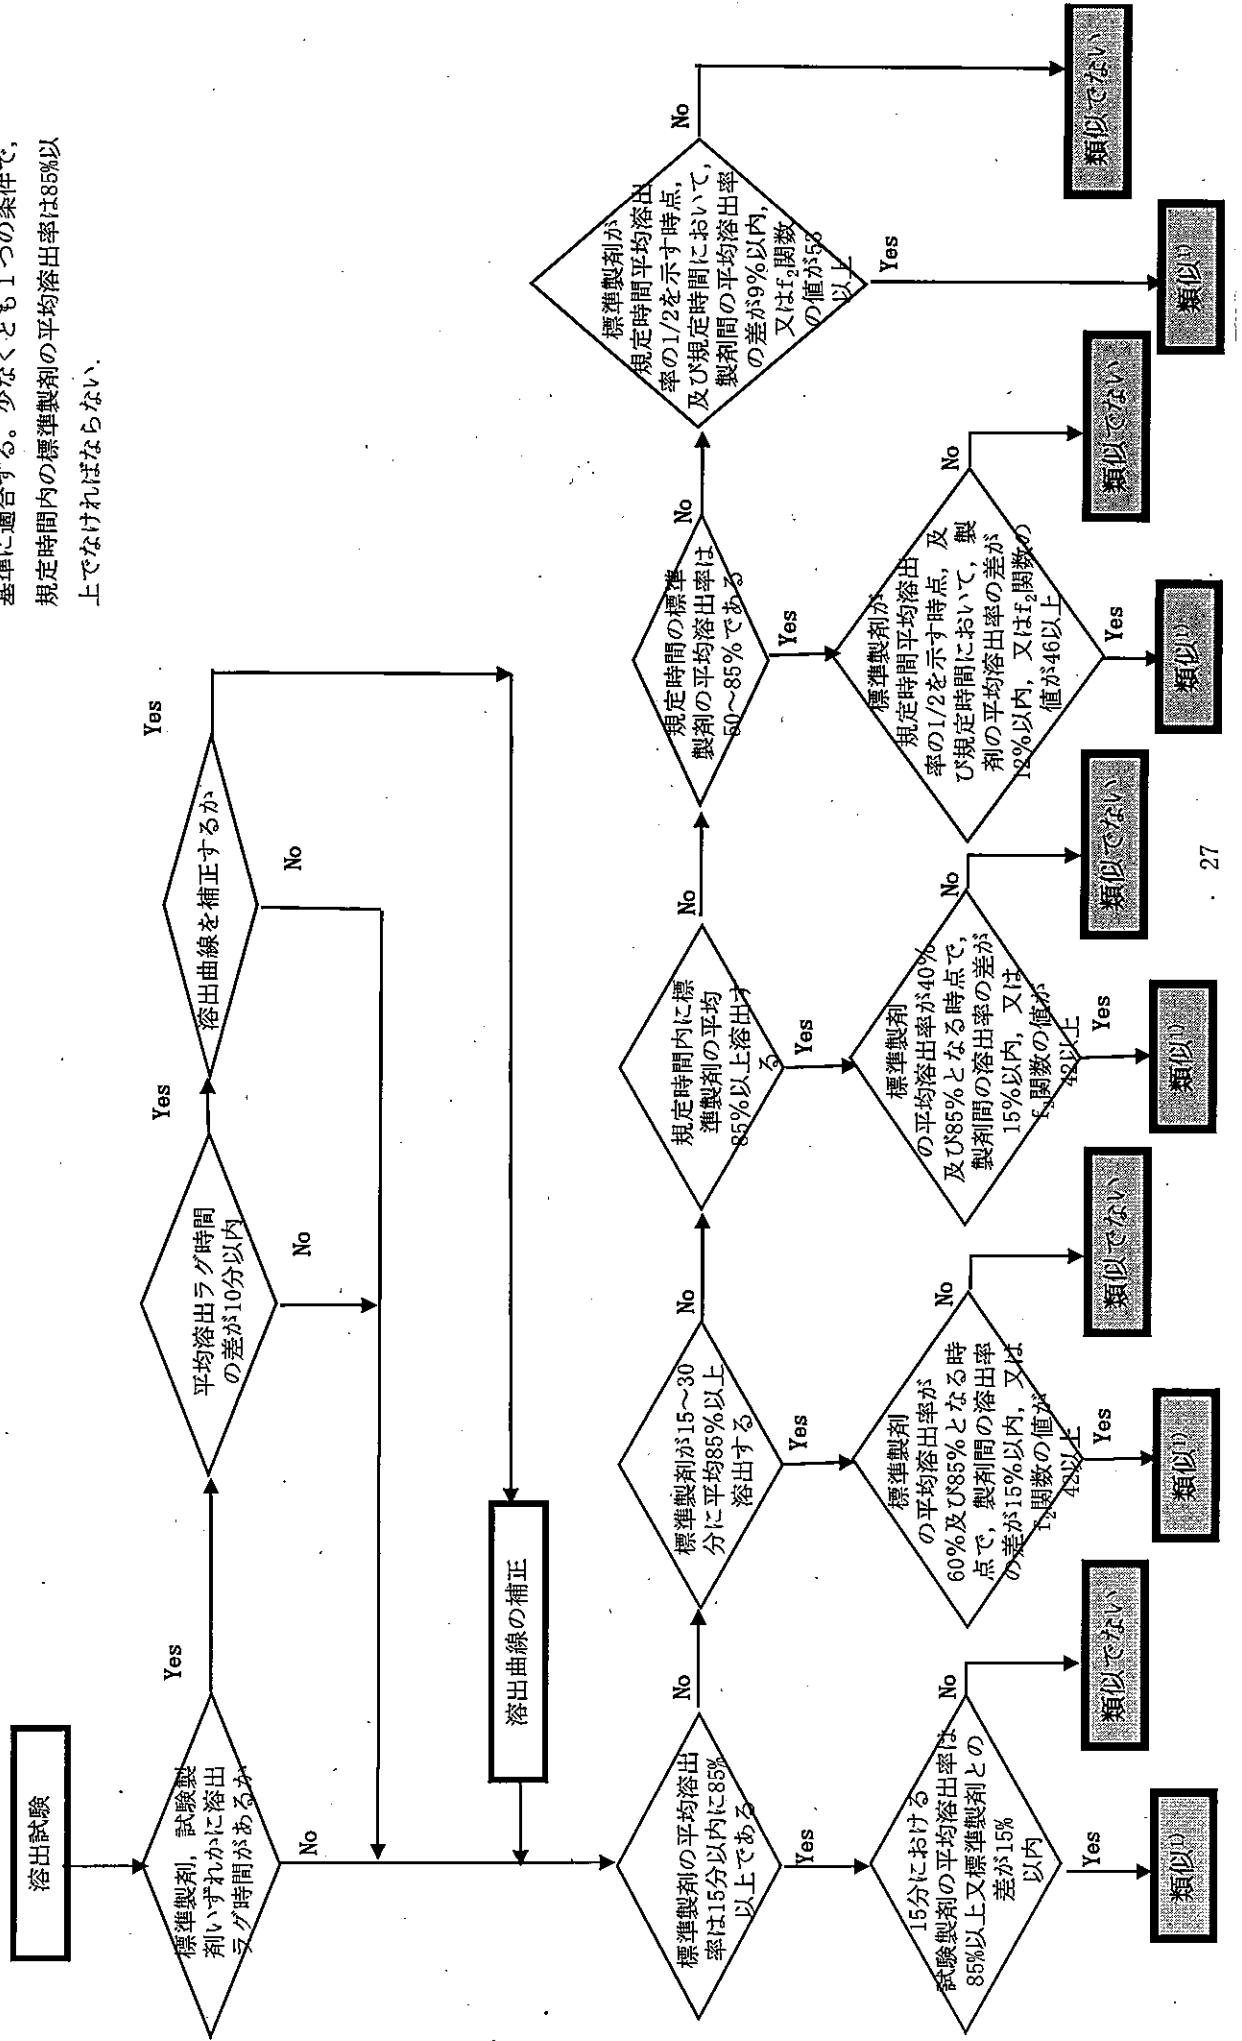 基準に適合する。少なくとも1つの条件で,
規定時間内の標準製剤の平均溶出率は85%以
上でなければならない.
溶出試験
標準製剤, 試験製
剤いずれかに溶出
ラグ時間があるか
Yes
No
平均溶出ラグ時間
の差が10分以内
Yes
No
溶出曲線を補正するか
Yes
No
溶出曲線の補正
標準製剤の平均溶出
率は15分以内に85%
以上である
No
Yes
15分における
試験製剤の平均溶出率は
85%以上又標準製剤との
差が15%
以内
No
類似でない
Yes
類似1)
標準製剤が15～30
分に平均85%以上
溶出する
No
Yes
標準製剤
の平均溶出率が
60%及び85%となる時
点で, 製剤間の溶出率
の差が15%以内, 又は
f2関数の値が
42以上
No
類似でない
Yes
類似1)
規定時間内に標
準製剤の平均
85%以上溶出す
る
No
Yes
標準製剤
の平均溶出率が40%
及び85%となる時点で,
製剤間の溶出率の差が
15%以内, 又は
f2関数の値が
42以上
No
類似でない
Yes
類似1)
規定時間の標準
製剤の平均溶出率は
50～85%である
No
Yes
標準製剤が
規定時間平均溶出
率の1/2を示す時点, 及
び規定時間において, 製
剤の平均溶出率の差が
12%以内, 又はf2関数の
値が46以上
No
類似でない
Yes
類似1)
標準製剤が
規定時間平均溶出
率の1/2を示す時点,
及び規定時間において,
製剤間の平均溶出率
の差が9%以内,
又はf2関数
の値が53
以上
No
類似でない
Yes
類似1)
27